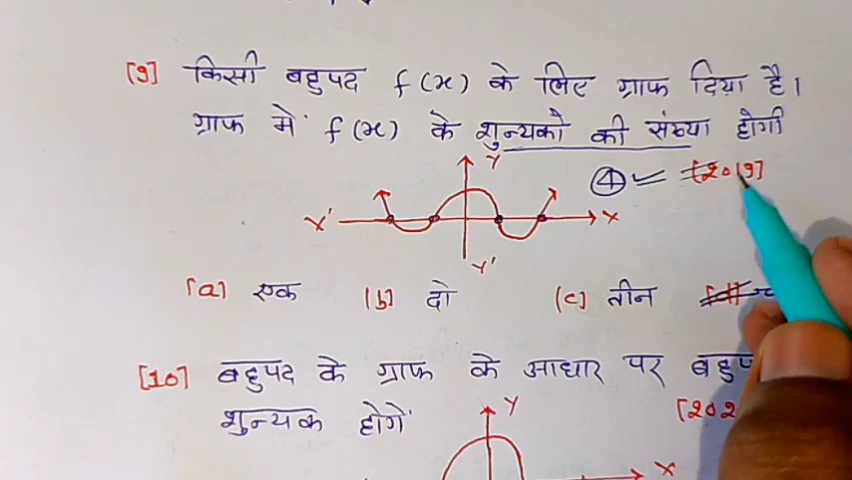 [9] किसी बहुपद f(x) के लिए ग्राफ दिया है।
ग्राफ में f(x) के शुन्यको की संख्या होगी
④ [2019]
Y
X' X
Y'
[a] एक [b] दो [c] तीन
[10] बहुपद के ग्राफ के आधार पर
शुन्यक होगें
Y
X